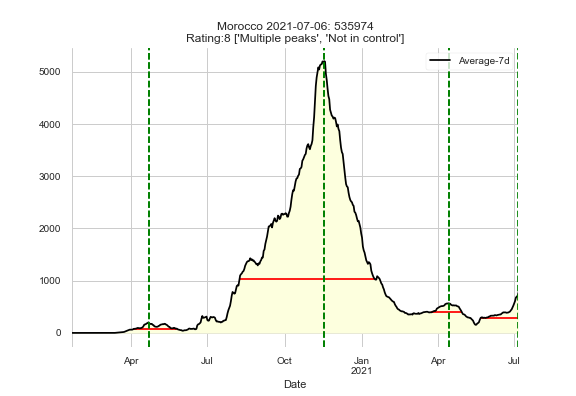 Morocco 2021-07-06: 535974
Rating:8 ['Multiple peaks', 'Not in control']
Average-7d
5000
4000
3000
2000
1000
0
Apr
Jul
Oct
Jan
2021
Apr
Jul
Date